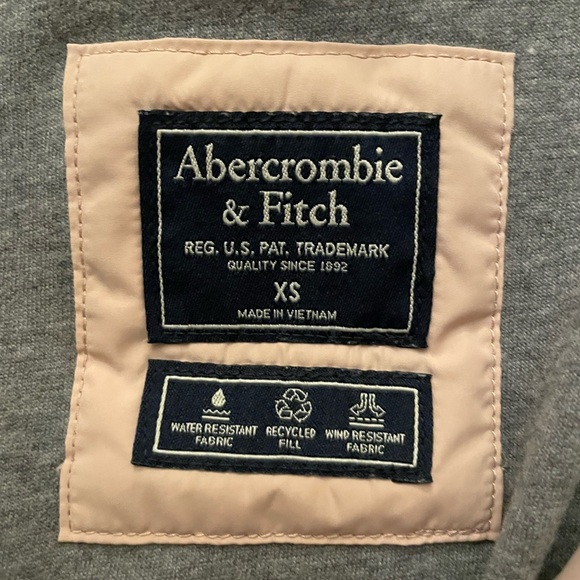 Abercrombie
& Fitch
REG. U.S. PAT. TRADEMARK
QUALITY SINCE 1892
XS
MADE IN VIETNAM
WATER RESISTANT
FABRIC
RECYCLED
FILL
WIND RESISTANT
FABRIC